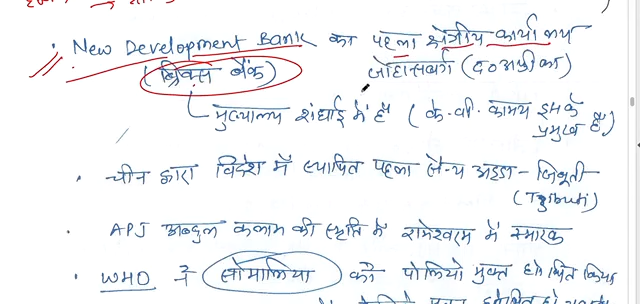 New Development Bank का पहला क्षेत्रीय कार्यालय
(ब्रिक्स बैंक) जोहांसबर्ग (द० अफ्रीका)
मुख्यालय शंघाई में है (के. वी. कामथ इसके
प्रमुख हैं)
चीन द्वारा विदेश में स्थापित पहला सैन्य अड्डा - जिबूती
APJ अब्दुल कलाम की स्मृति में रामेश्वरम में स्मारक
WHO ने सोमालिया को पोलियो मुक्त घोषित किया